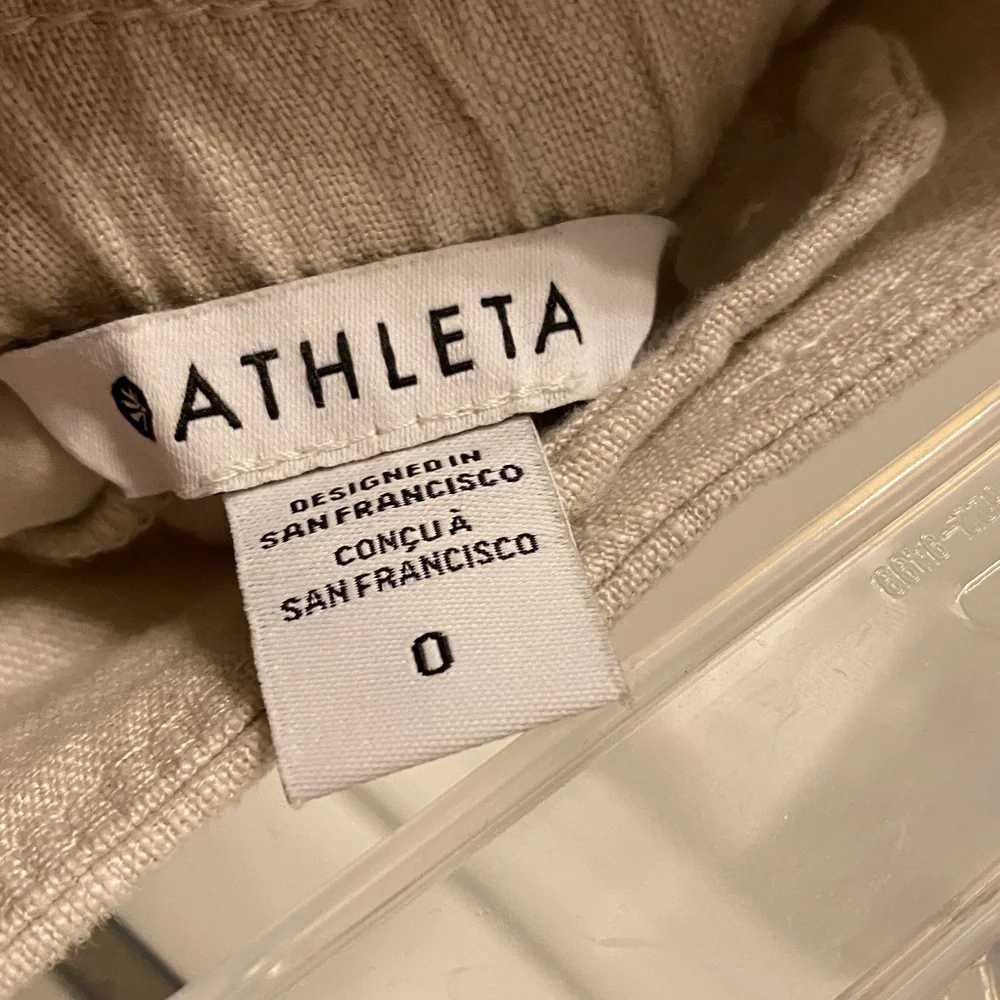 ATHLETA
DESIGNED IN
SAN FRANCISCO
CONÇU À
SAN FRANCISCO
0